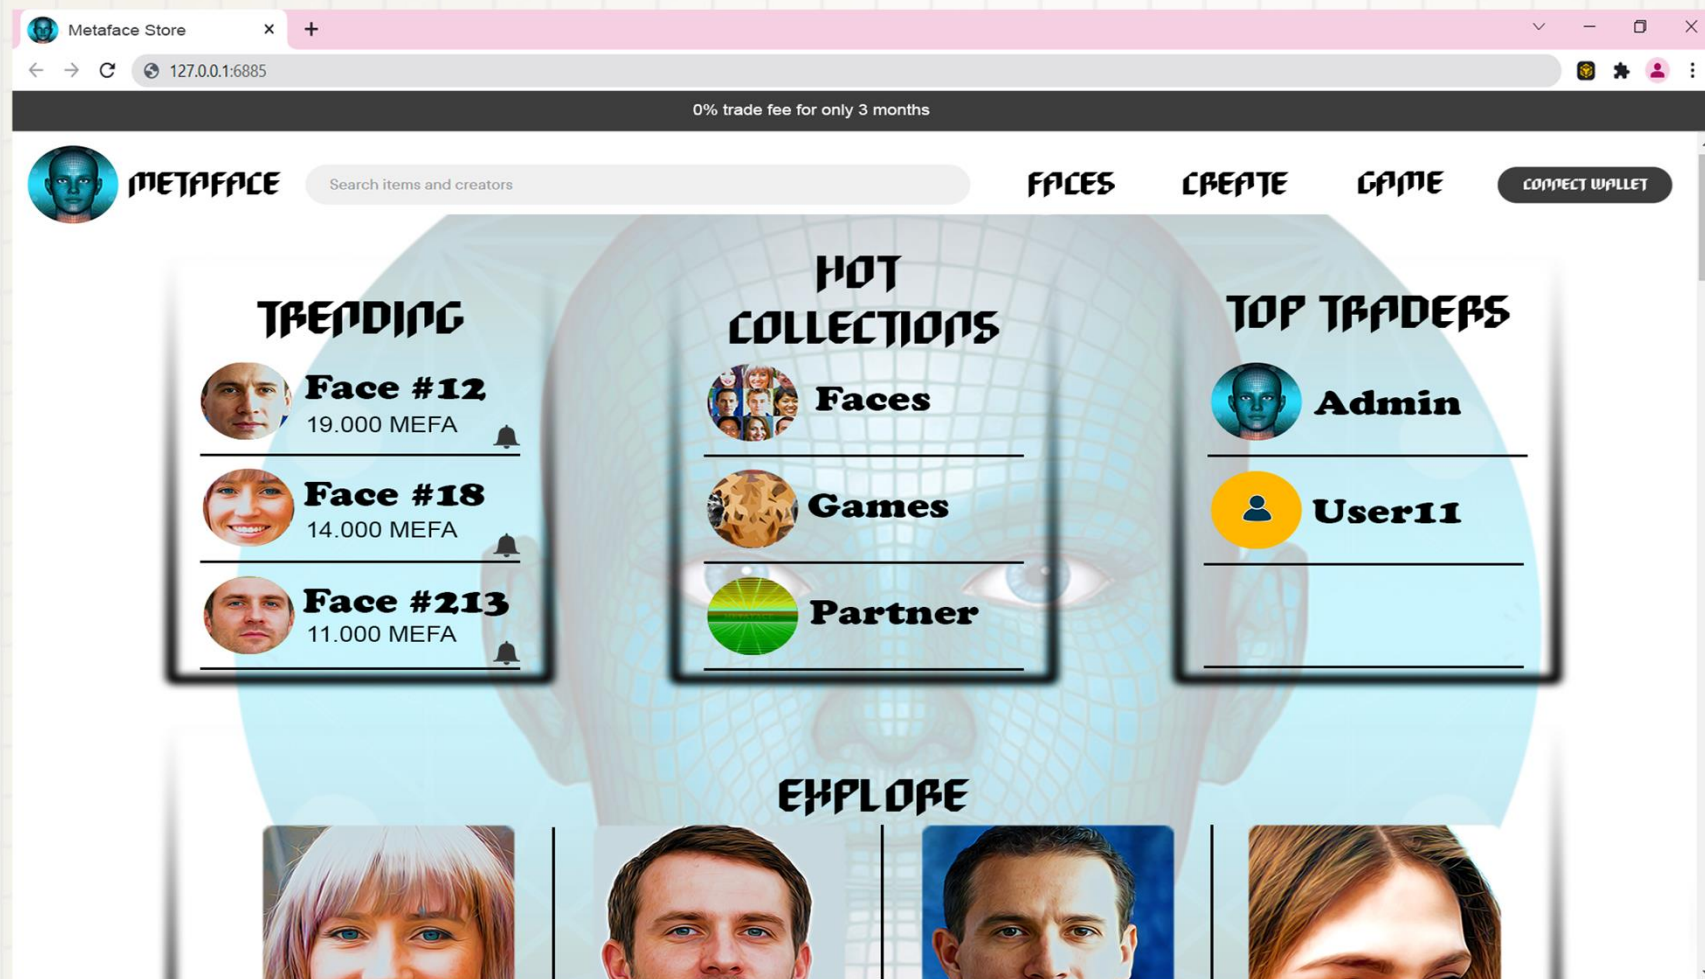 Metaface Store
127.0.0.1:6885
0% trade fee for only 3 months
METAFACE
Search items and creators
FACES
CREATE
GAME
CONNECT WALLET
TRENDING
Face #12
19.000 MEFA
Face #18
14.000 MEFA
Face #213
11.000 MEFA
HOT
COLLECTIONS
Faces
Games
Partner
TOP TRADERS
Admin
User11
EXPLORE